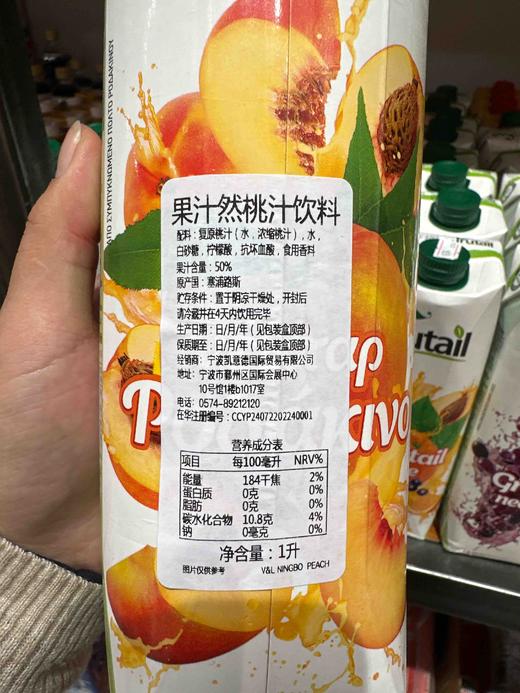 ΑΠΟ ΣΥΜΠΥΚΝΩΜΕΝΟ ΠΟΛΤΟ ΡΟΔΑΚΙΝΟΥ
果汁然桃汁饮料
配料：复原桃汁（水，浓缩桃汁），水，
白砂糖，柠檬酸，抗坏血酸，食用香料
果汁含量：50%
原产国：塞浦路斯
贮存条件：置于阴凉干燥处，开封后
请冷藏并在4天内饮用完毕
生产日期：日/月/年（见包装盒顶部）
保质期至：日/月/年（见包装盒顶部）
经销商：宁波凯意德国际贸易有限公司
地址：宁波市鄞州区国际会展中心
10号馆1楼b1017室
电话：0574-89212120
在华注册编号：CCYP24072202240001
营养成分表
项目 每100毫升 NRV%
能量 184千焦 2%
蛋白质 0克 0%
脂肪 0克 0%
碳水化合物 10.8克 4%
钠 0毫克 0%
净含量：1升
图片仅供参考 V&L NINGBO PEACH
frutail